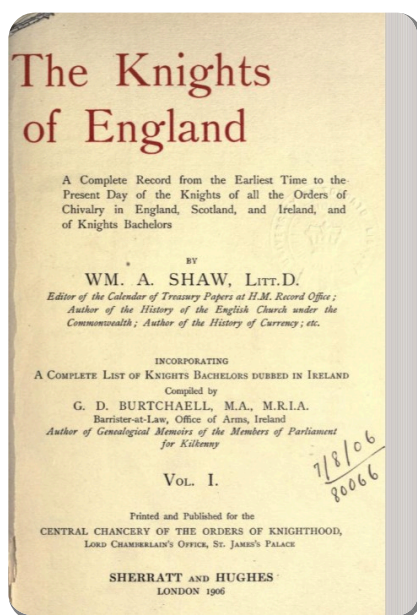 The Knights
of England
A Complete Record from the Earliest Time to the
Present Day of the Knights of all the Orders of
Chivalry in England, Scotland, and Ireland, and
of Knights Bachelors
BY
WM. A. SHAW, LITT.D.
Editor of the Calendar of Treasury Papers at H.M. Record Office;
Author of the History of the English Church under the
Commonwealth; Author of the History of Currency; etc.
INCORPORATING
A COMPLETE LIST OF KNIGHTS BACHELORS DUBBED IN IRELAND
Compiled by
G. D. BURTCHAELL, M.A., M.R.I.A.
Barrister-at-Law, Office of Arms, Ireland
Author of Genealogical Memoirs of the Members of Parliament
for Kilkenny
VOL. I.
7/8/06
80066
Printed and Published for the
CENTRAL CHANCERY OF THE ORDERS OF KNIGHTHOOD,
LORD CHAMBERLAIN'S OFFICE, ST. JAMES'S PALACE
SHERRATT AND HUGHES
LONDON 1906